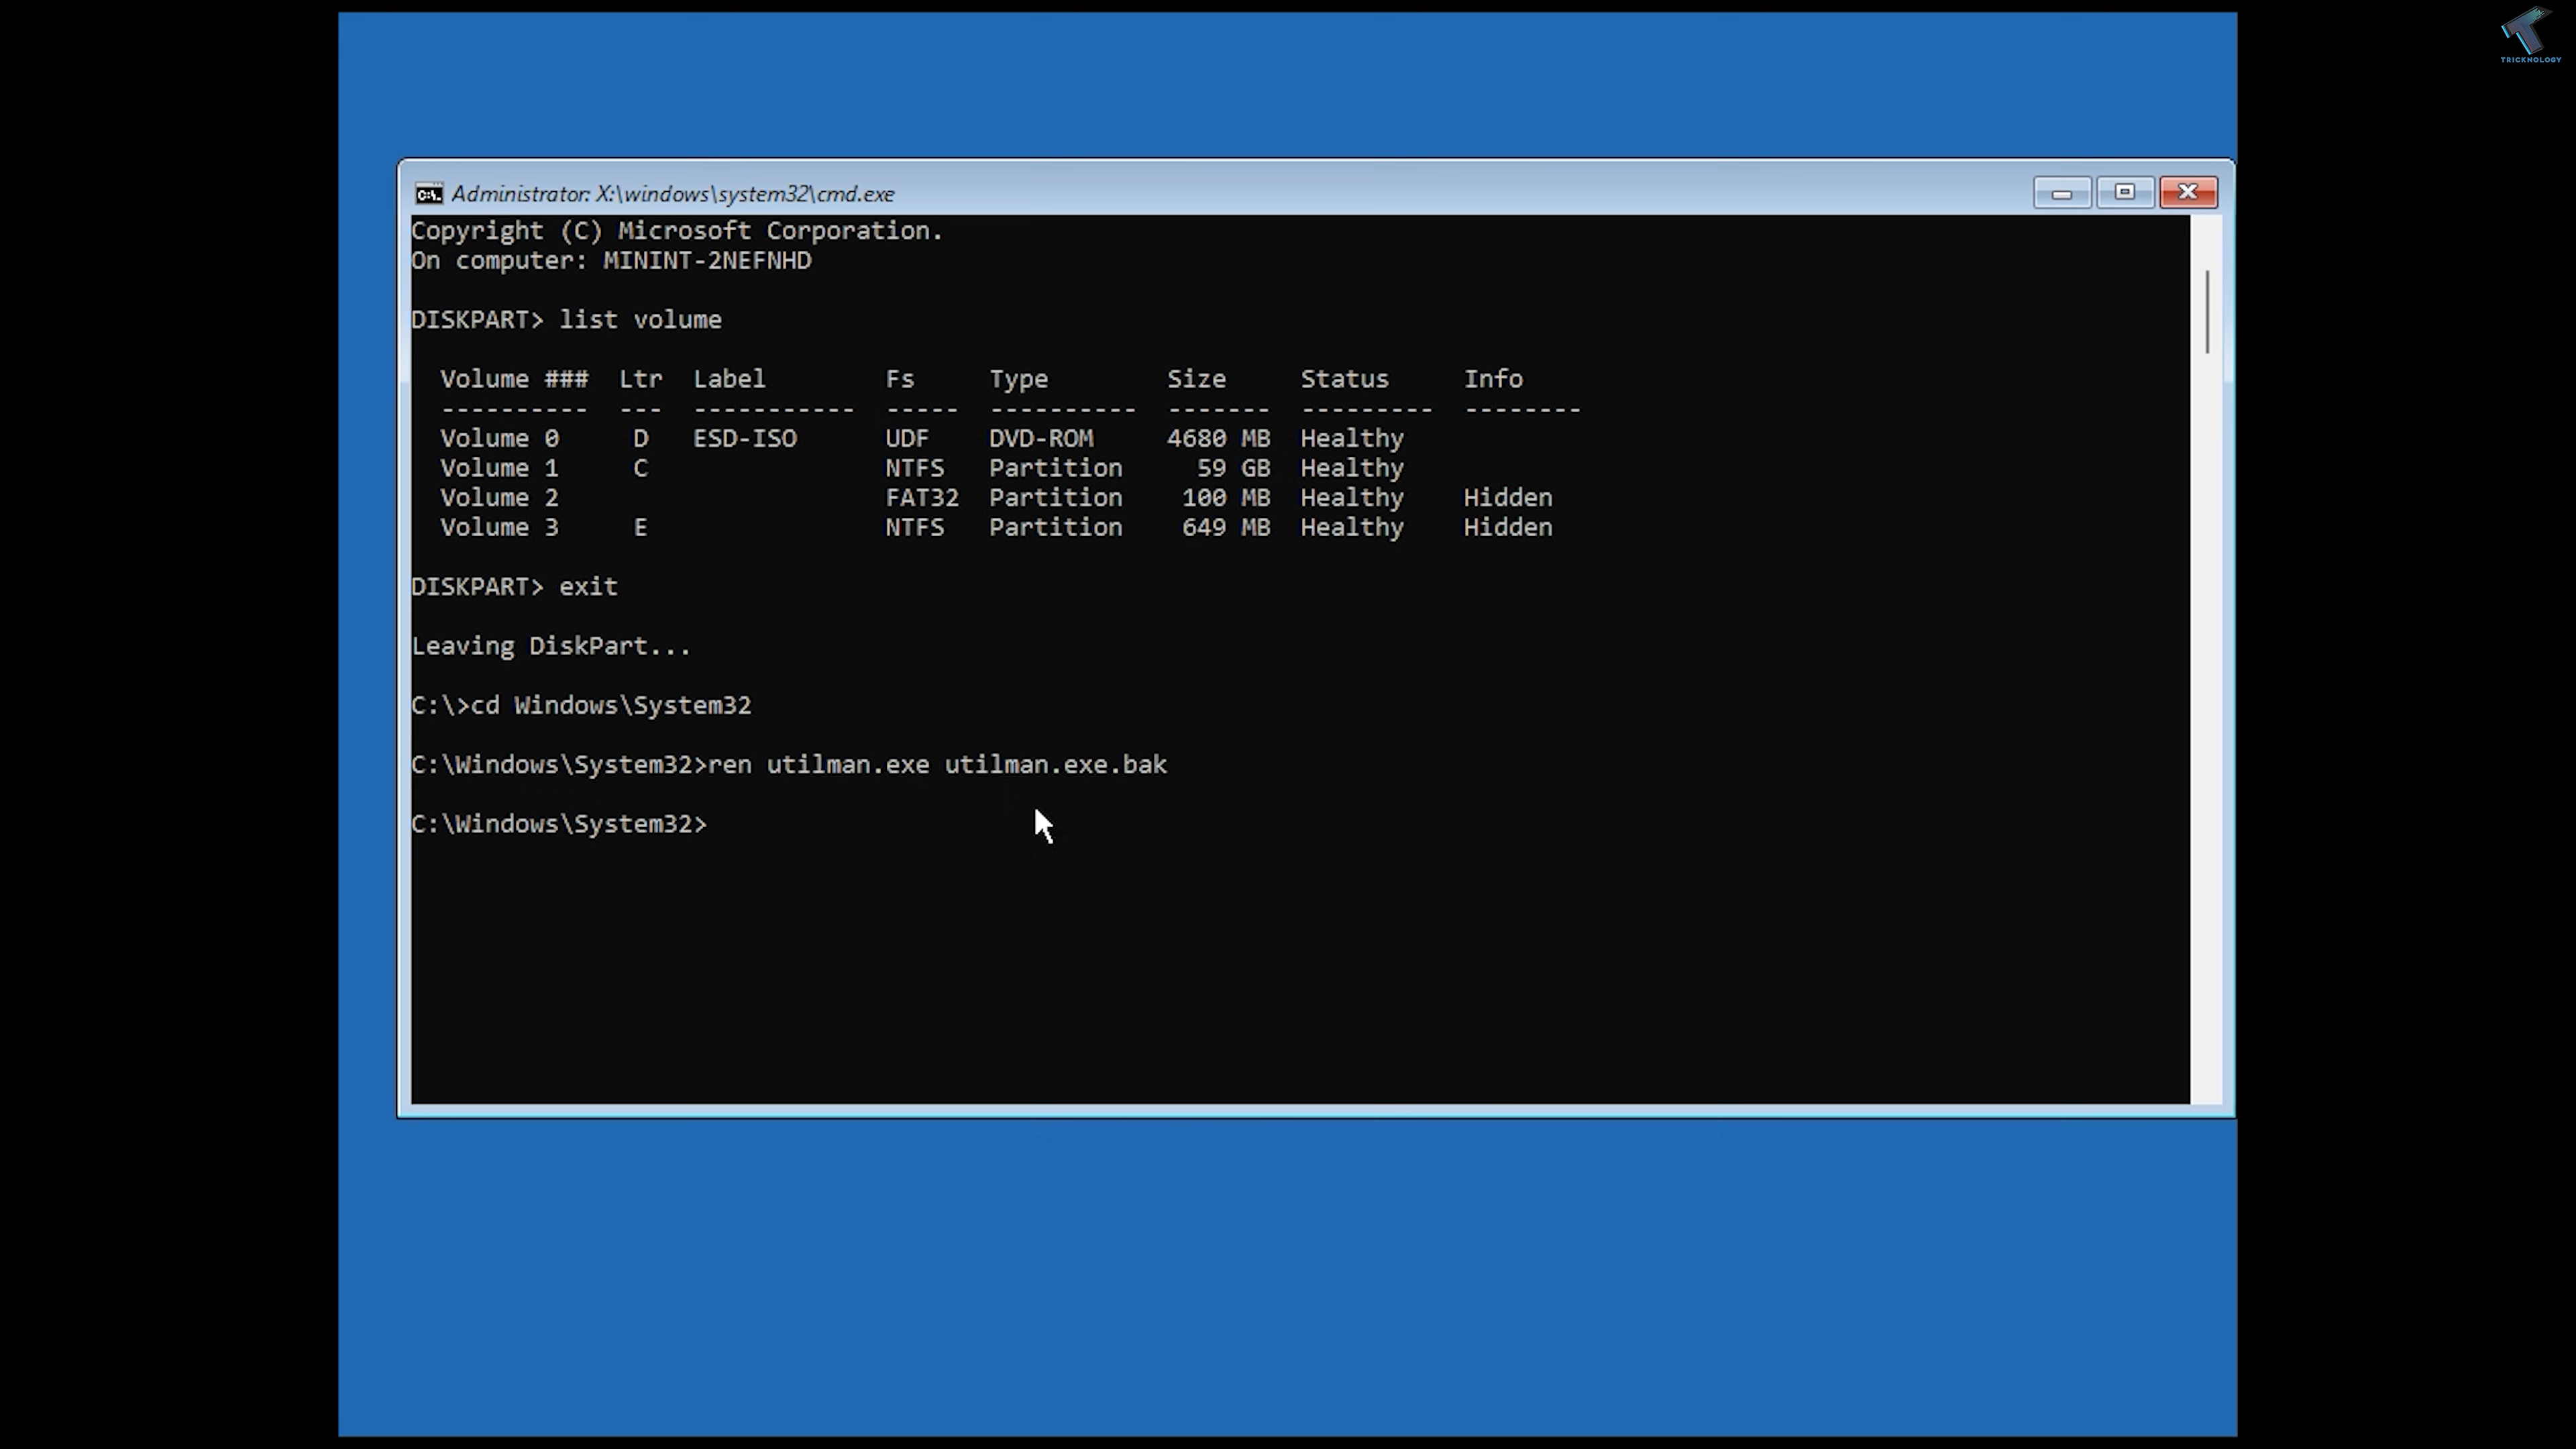 TRICKNOLOGY
Administrator: X:\windows\system32\cmd.exe
Copyright (C) Microsoft Corporation.
On computer: MININT-2NEFNHD
DISKPART> list volume
Volume ###  Ltr  Label        Fs     Type        Size     Status     Info
----------  ---  -----------  -----  ----------  -------  ---------  --------
Volume 0     D   ESD-ISO      UDF    DVD-ROM     4680 MB  Healthy
Volume 1     C                NTFS   Partition     59 GB  Healthy
Volume 2                      FAT32  Partition    100 MB  Healthy    Hidden
Volume 3     E                NTFS   Partition    649 MB  Healthy    Hidden
DISKPART> exit
Leaving DiskPart...
C:\>cd Windows\System32
C:\Windows\System32>ren utilman.exe utilman.exe.bak
C:\Windows\System32>